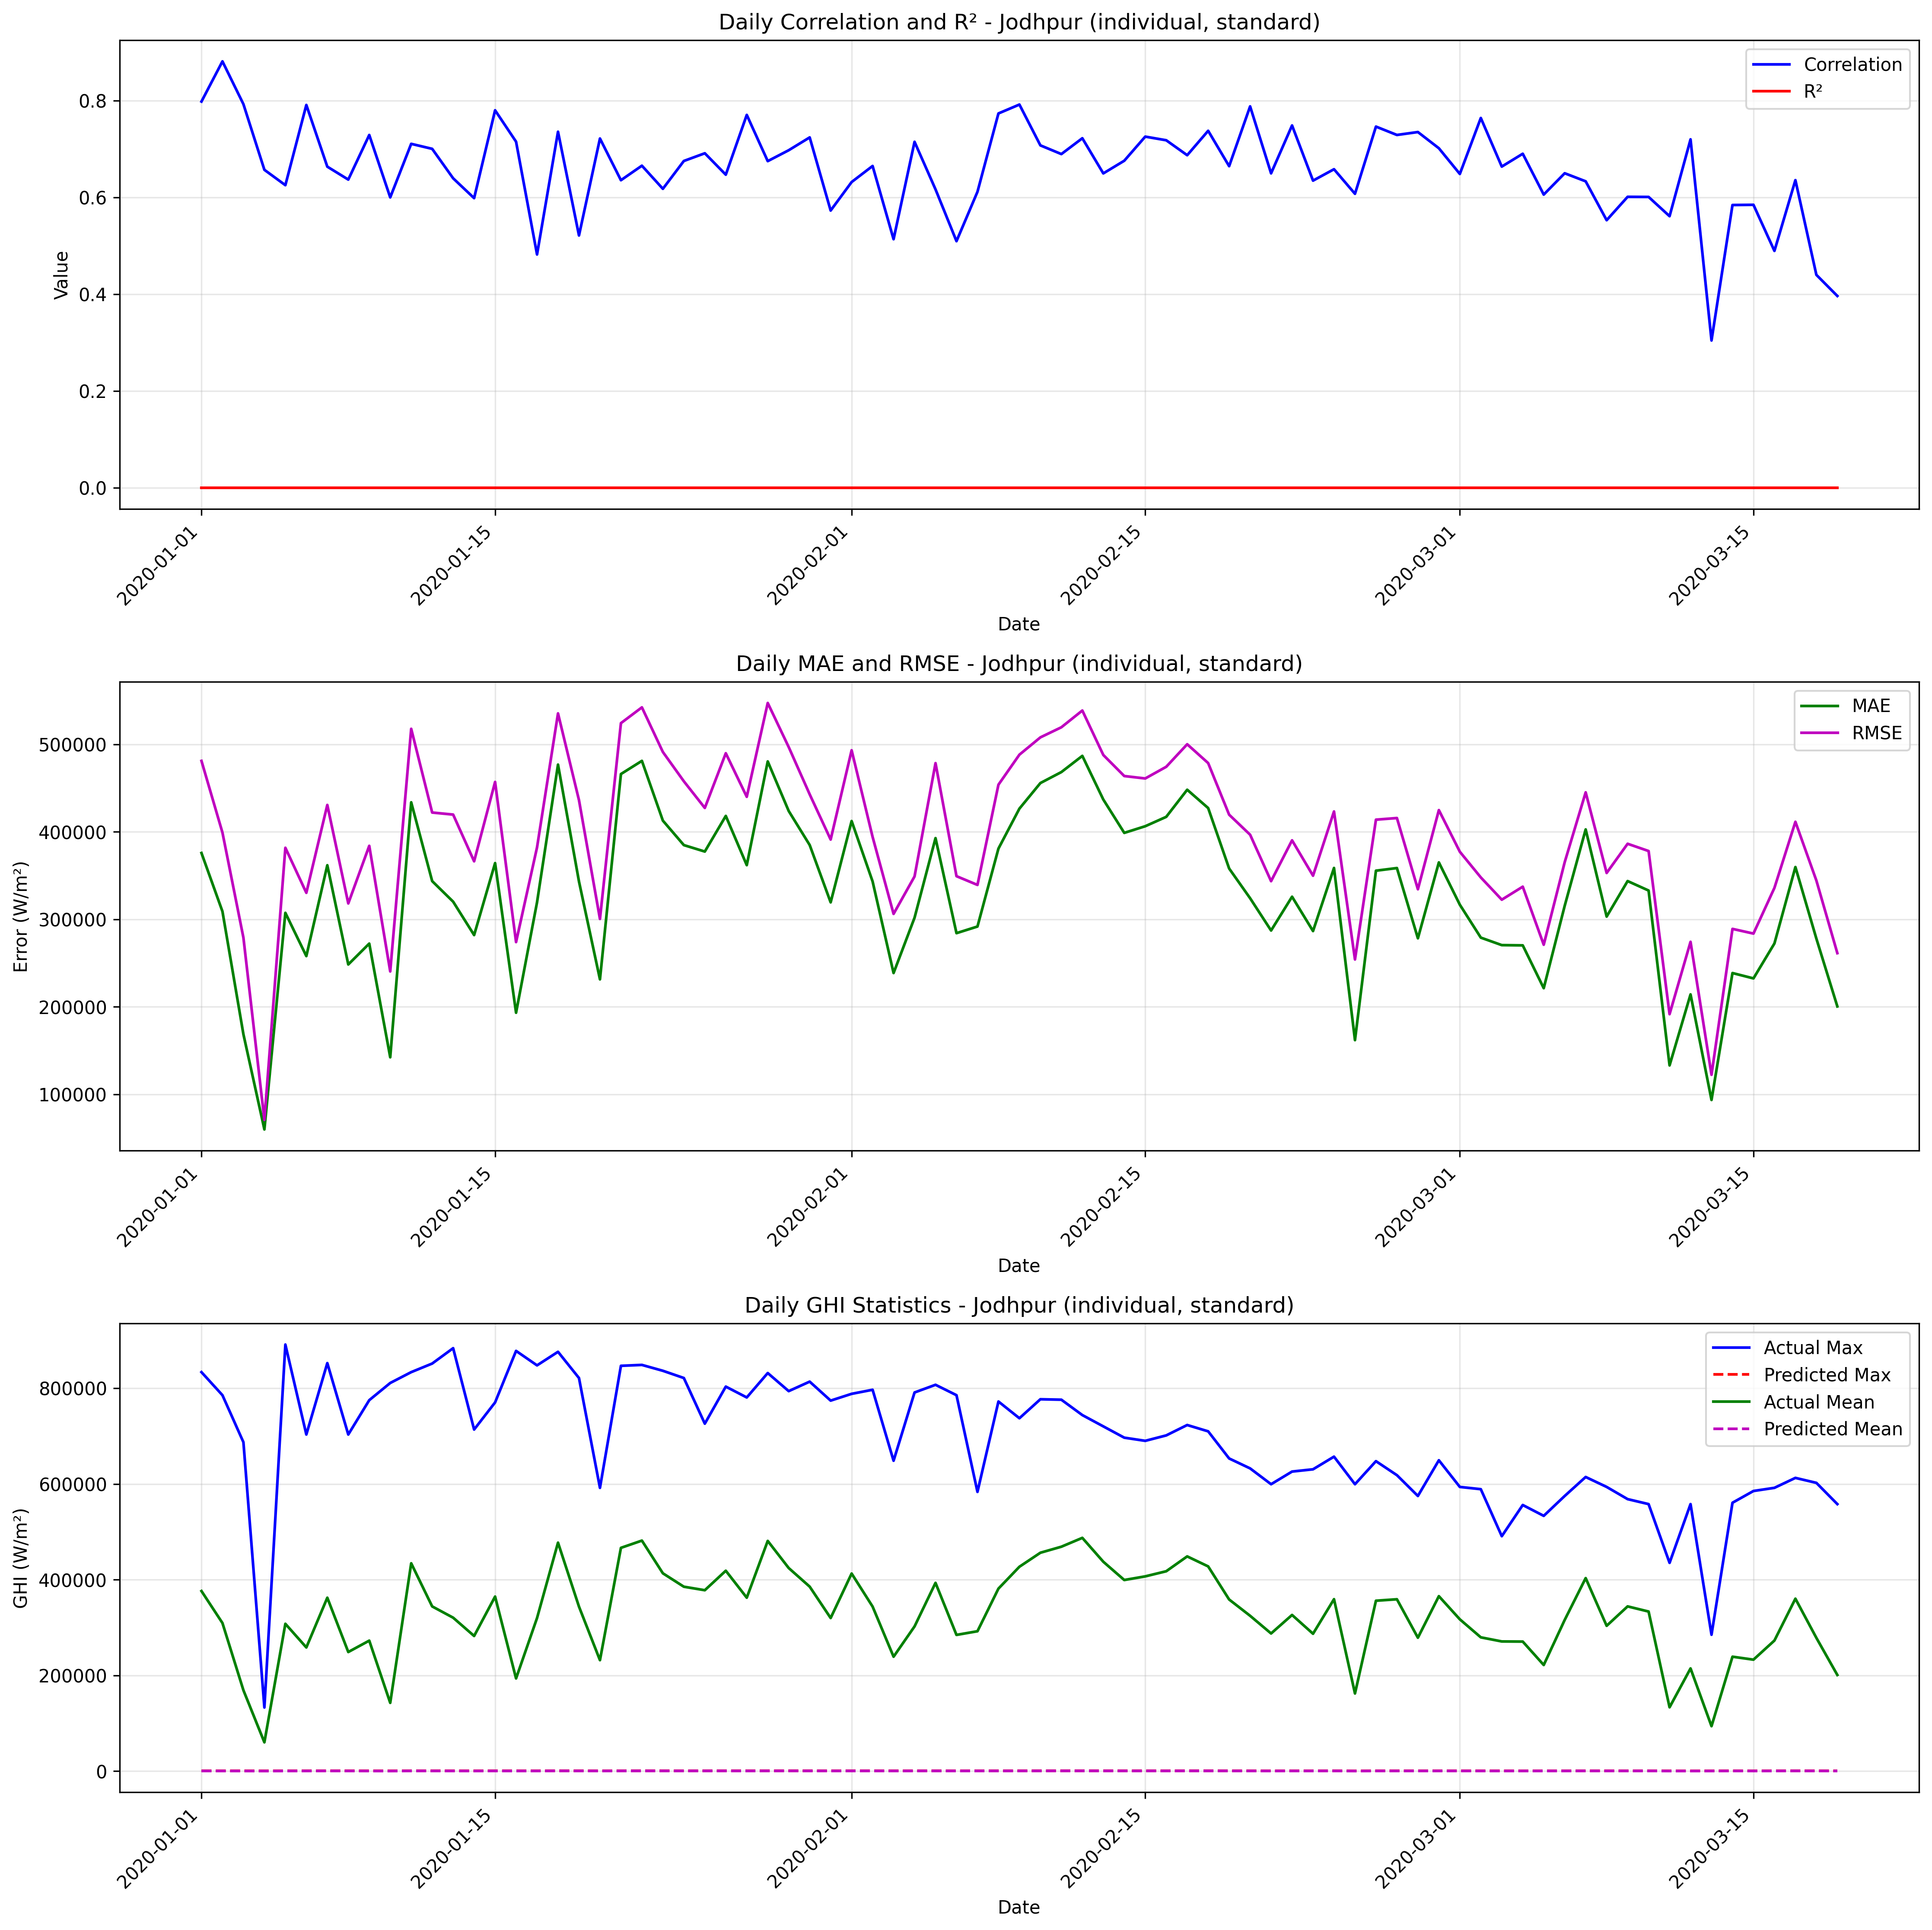 Daily Correlation and R² - Jodhpur (individual, standard)
Correlation
R²
Value
0.8
0.6
0.4
0.2
0.0
2020-01-01
2020-01-15
2020-02-01
2020-02-15
2020-03-01
2020-03-15
Date
Daily MAE and RMSE - Jodhpur (individual, standard)
MAE
RMSE
Error (W/m²)
500000
400000
300000
200000
100000
2020-01-01
2020-01-15
2020-02-01
2020-02-15
2020-03-01
2020-03-15
Date
Daily GHI Statistics - Jodhpur (individual, standard)
Actual Max
Predicted Max
Actual Mean
Predicted Mean
GHI (W/m²)
800000
600000
400000
200000
0
2020-01-01
2020-01-15
2020-02-01
2020-02-15
2020-03-01
2020-03-15
Date